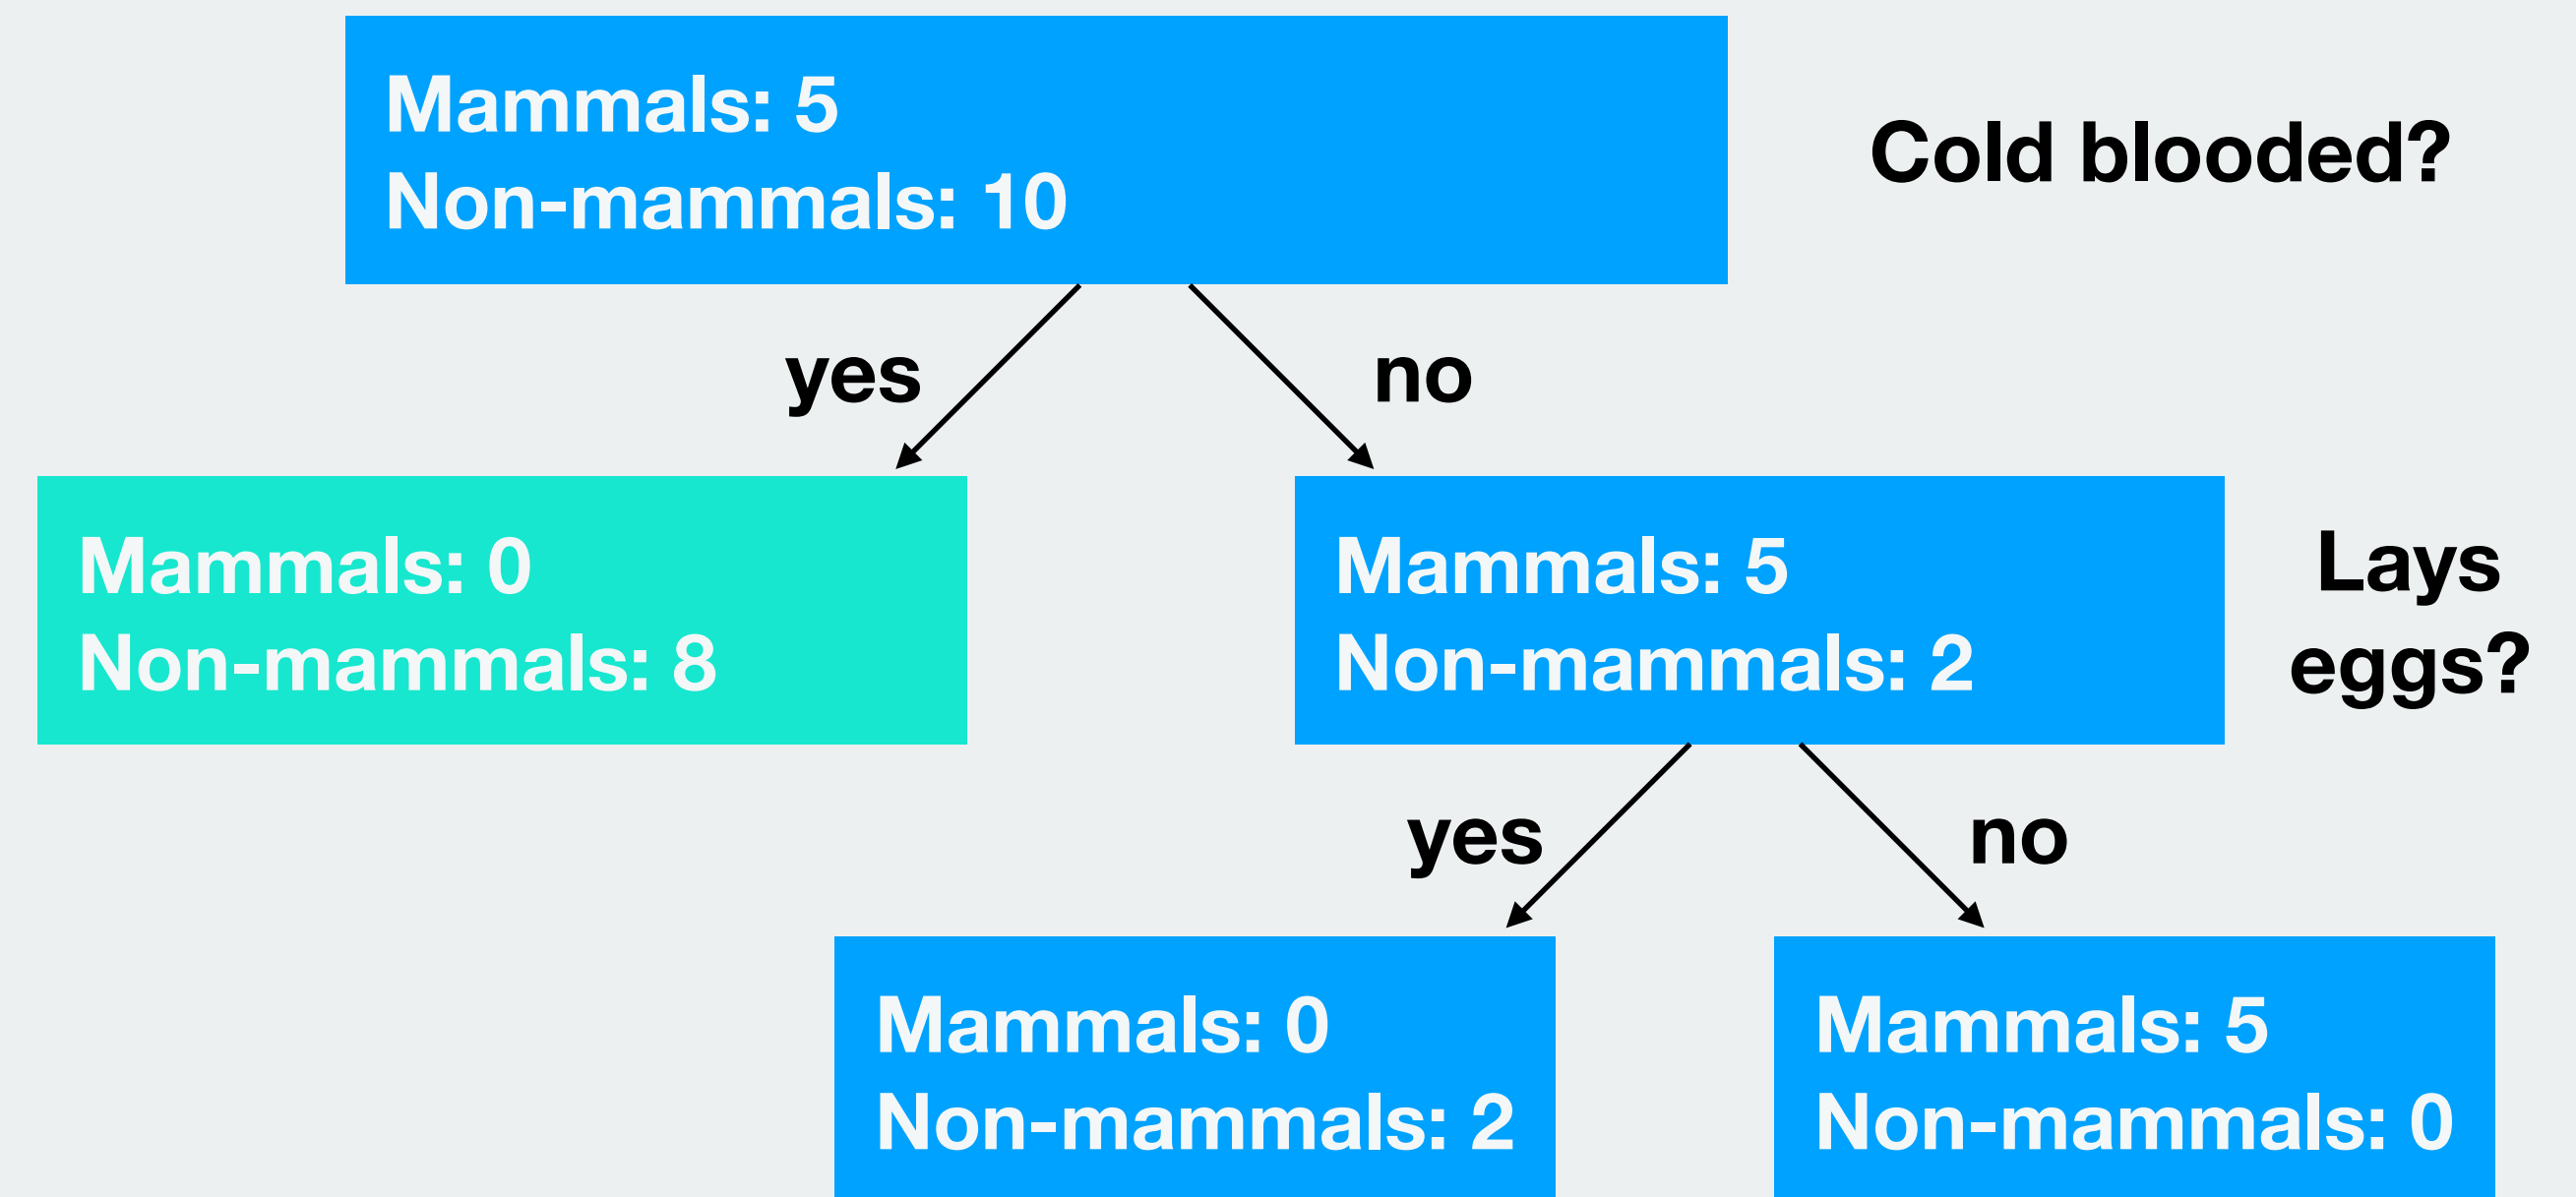 Mammals: 5
Non-mammals: 10
Cold blooded?
yes
no
Mammals: 0
Non-mammals: 8
Mammals: 5
Non-mammals: 2
Lays
eggs?
yes
no
Mammals: 0
Non-mammals: 2
Mammals: 5
Non-mammals: 0